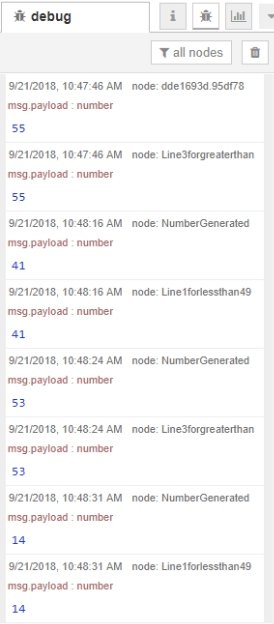 debug
i
all nodes
9/21/2018, 10:47:46 AM node: dde1693d.95df78
msg.payload : number
55
9/21/2018, 10:47:46 AM node: Line3forgreaterthan
msg.payload : number
55
9/21/2018, 10:48:16 AM node: NumberGenerated
msg.payload : number
41
9/21/2018, 10:48:16 AM node: Line1forlessthan49
msg.payload : number
41
9/21/2018, 10:48:24 AM node: NumberGenerated
msg.payload : number
53
9/21/2018, 10:48:24 AM node: Line3forgreaterthan
msg.payload : number
53
9/21/2018, 10:48:31 AM node: NumberGenerated
msg.payload : number
14
9/21/2018, 10:48:31 AM node: Line1forlessthan49
msg.payload : number
14